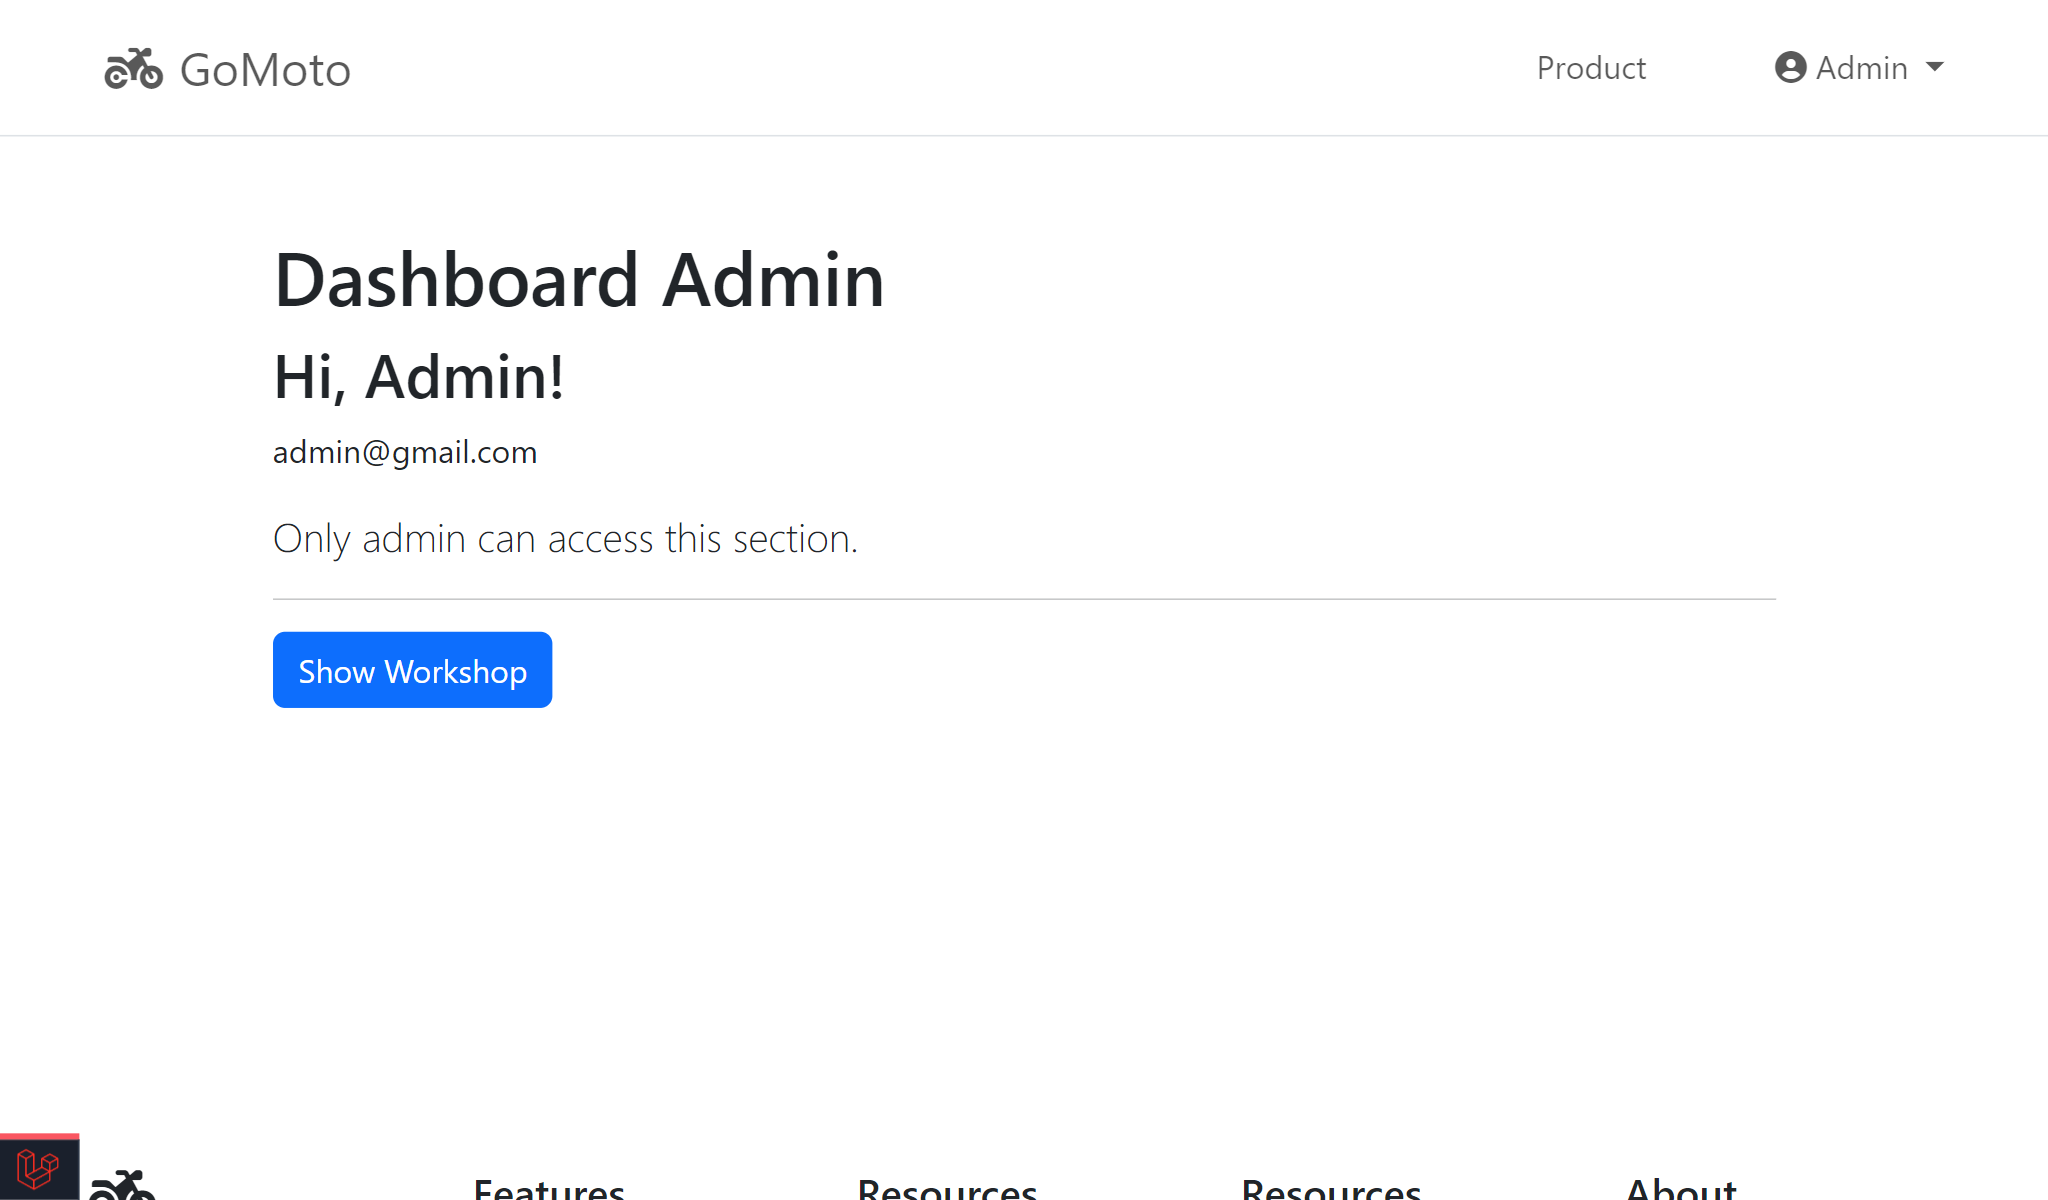 GoMoto
Product
Admin
Dashboard Admin
Hi, Admin!
admin@gmail.com
Only admin can access this section.
Show Workshop
Features
Resources
Resources
About